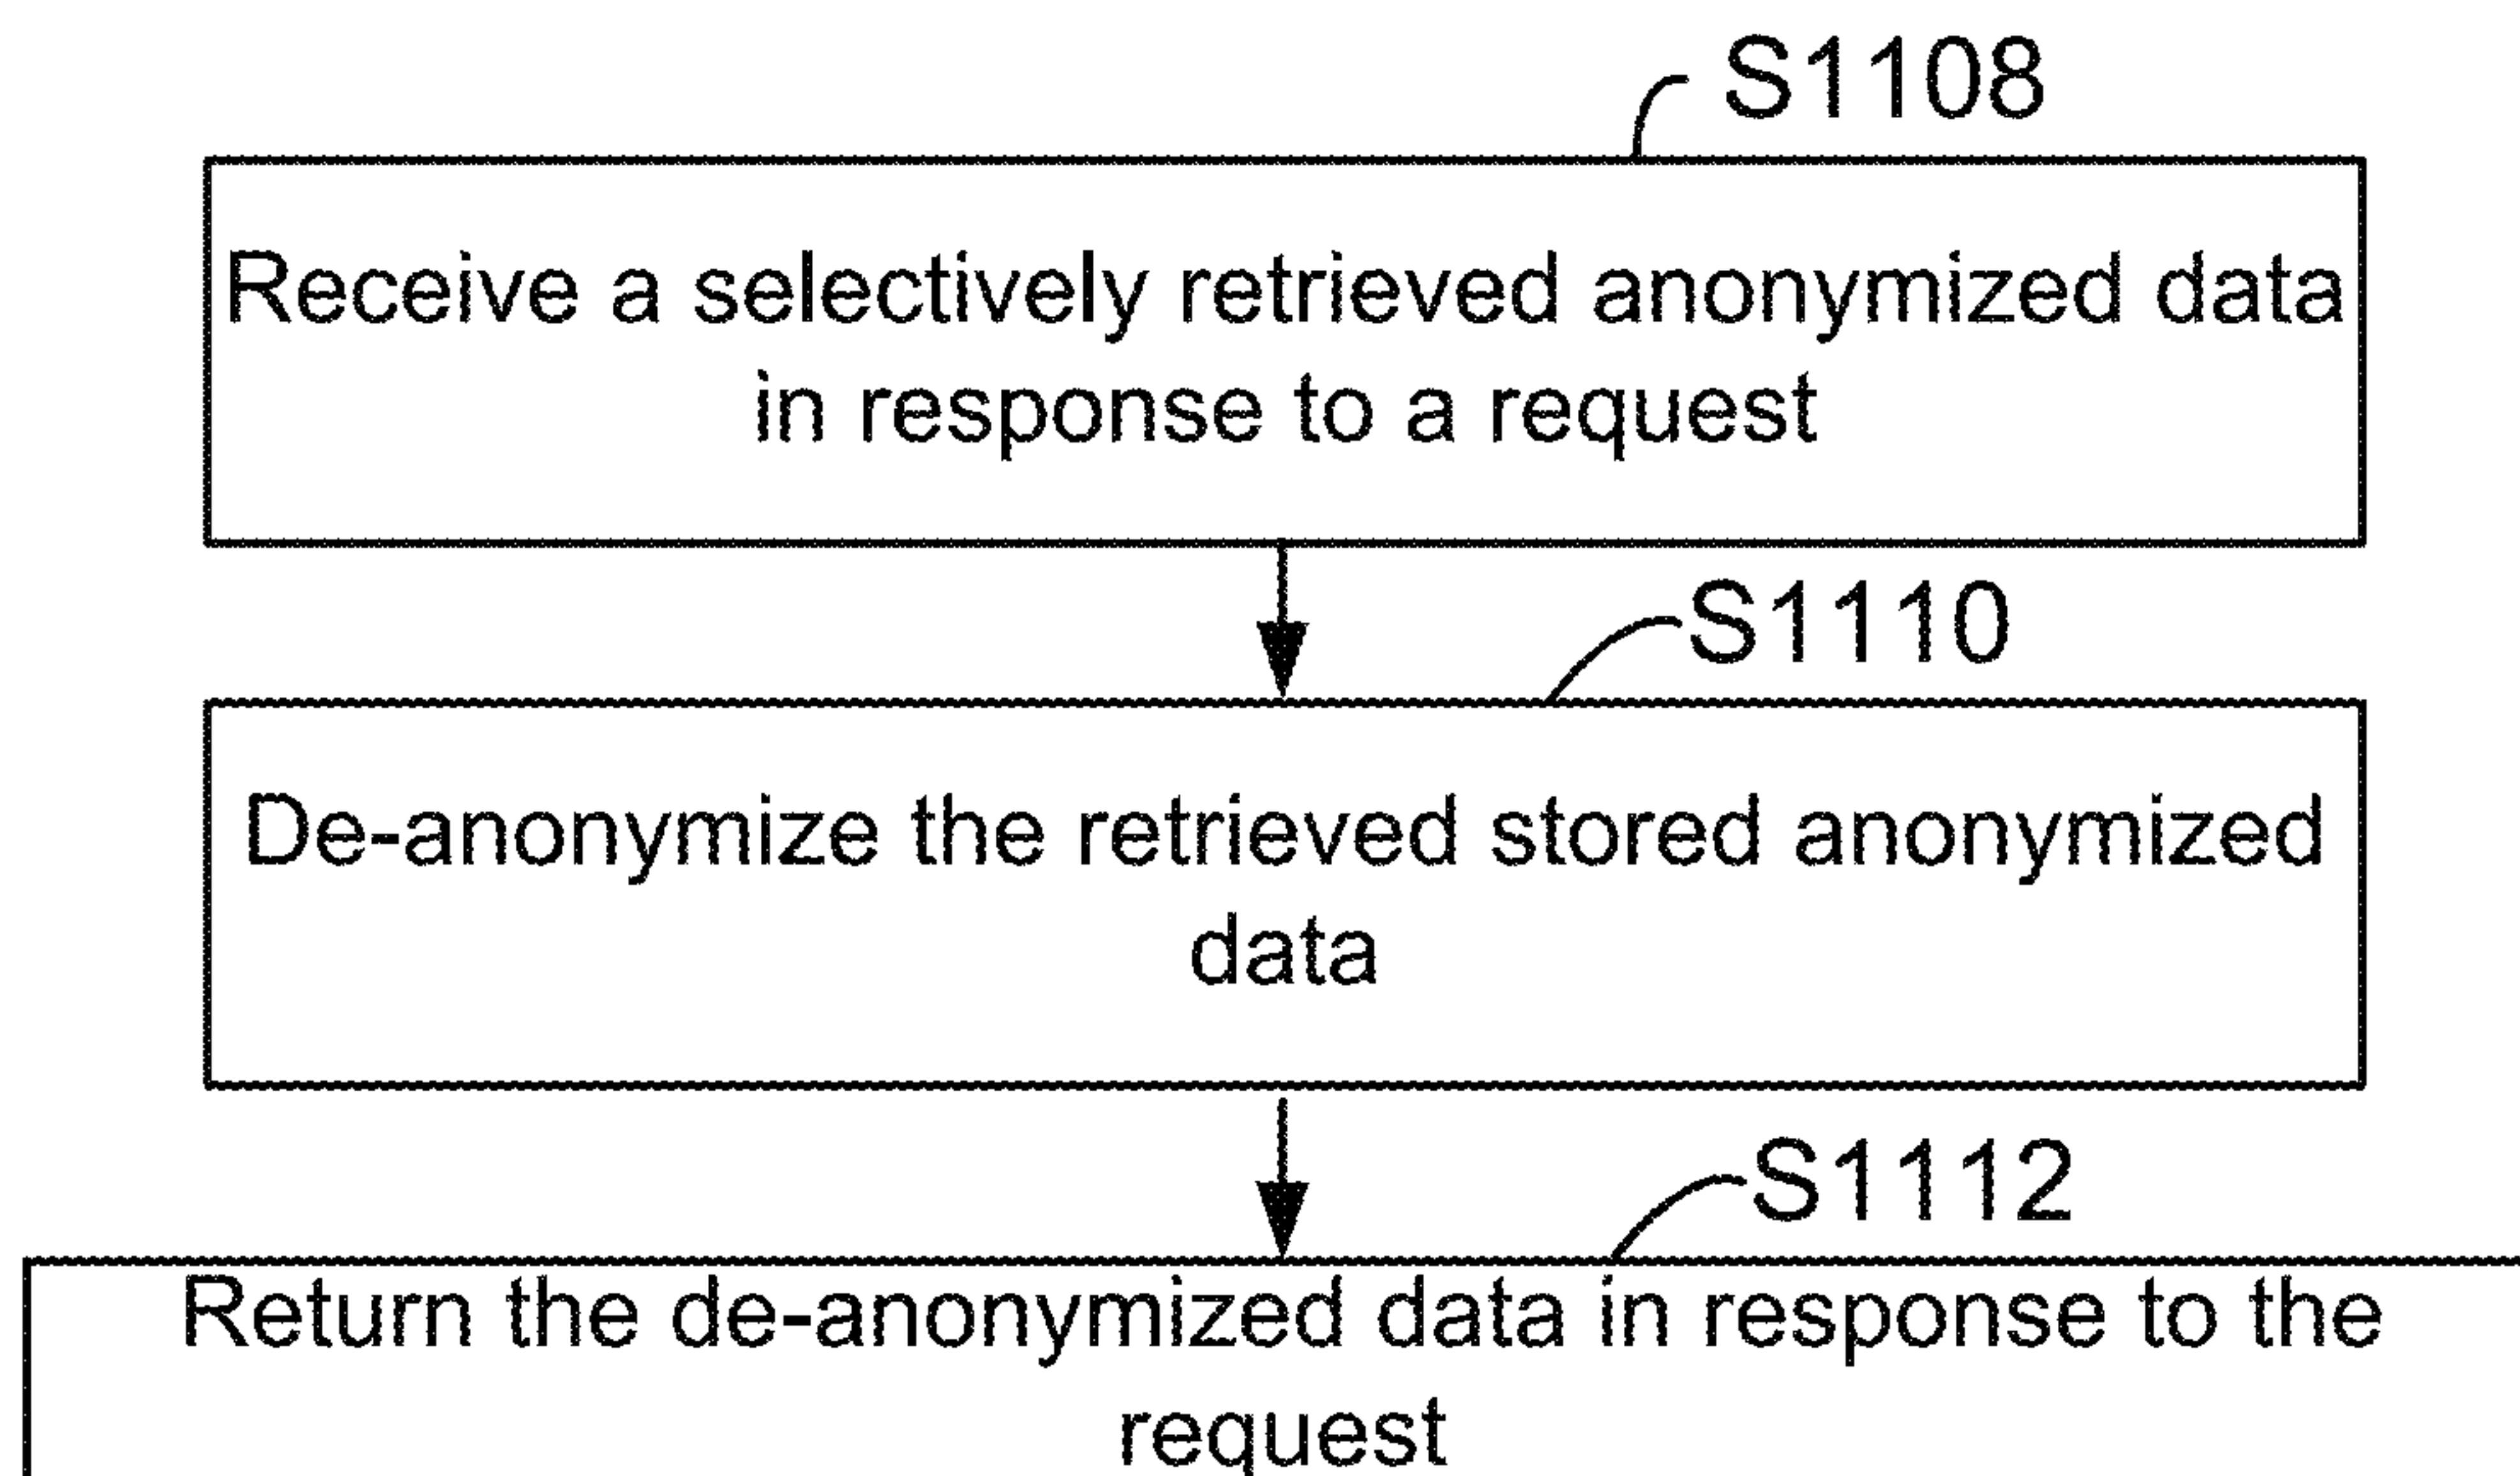 S1108
Receive a selectively retrieved anonymized data
in response to a request
S1110
De-anonymize the retrieved stored anonymized
data
S1112
Return the de-anonymized data in response to the
request